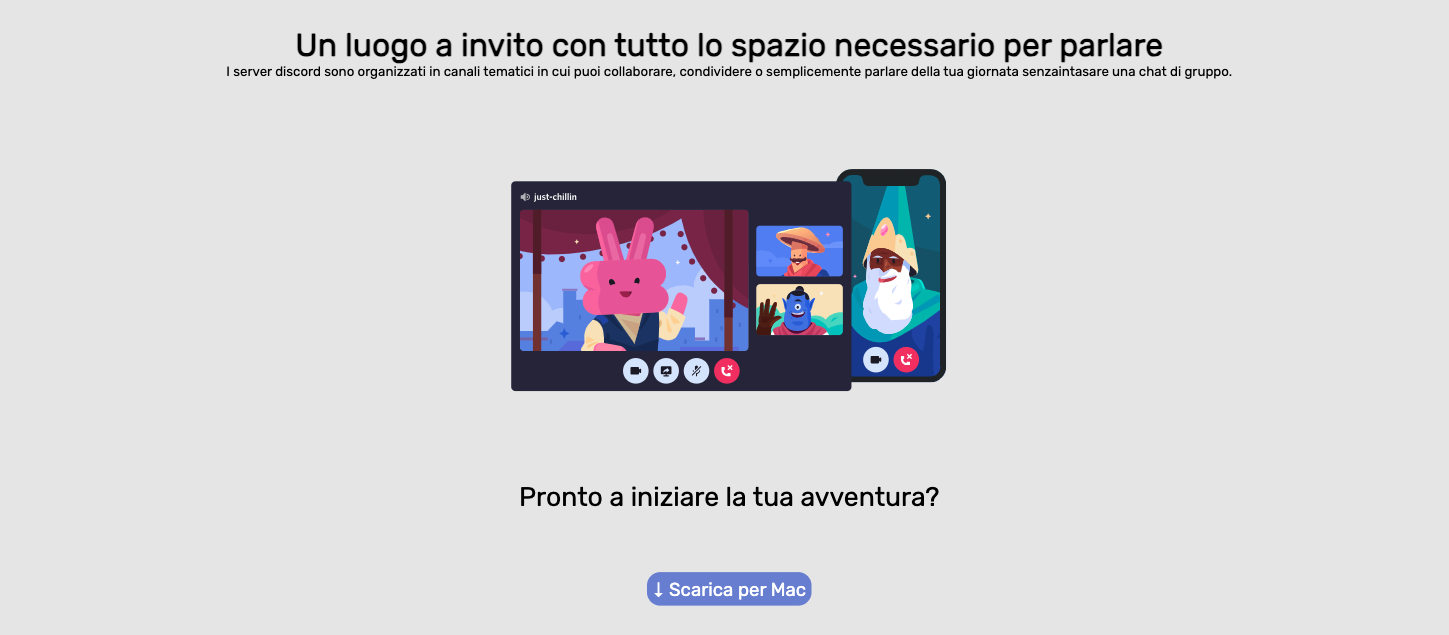 Un luogo a invito con tutto lo spazio necessario per parlare
I server discord sono organizzati in canali tematici in cui puoi collaborare, condividere o semplicemente parlare della tua giornata senzaintasare una chat di gruppo.
just-chillin
Pronto a iniziare la tua avventura?
↓ Scarica per Mac